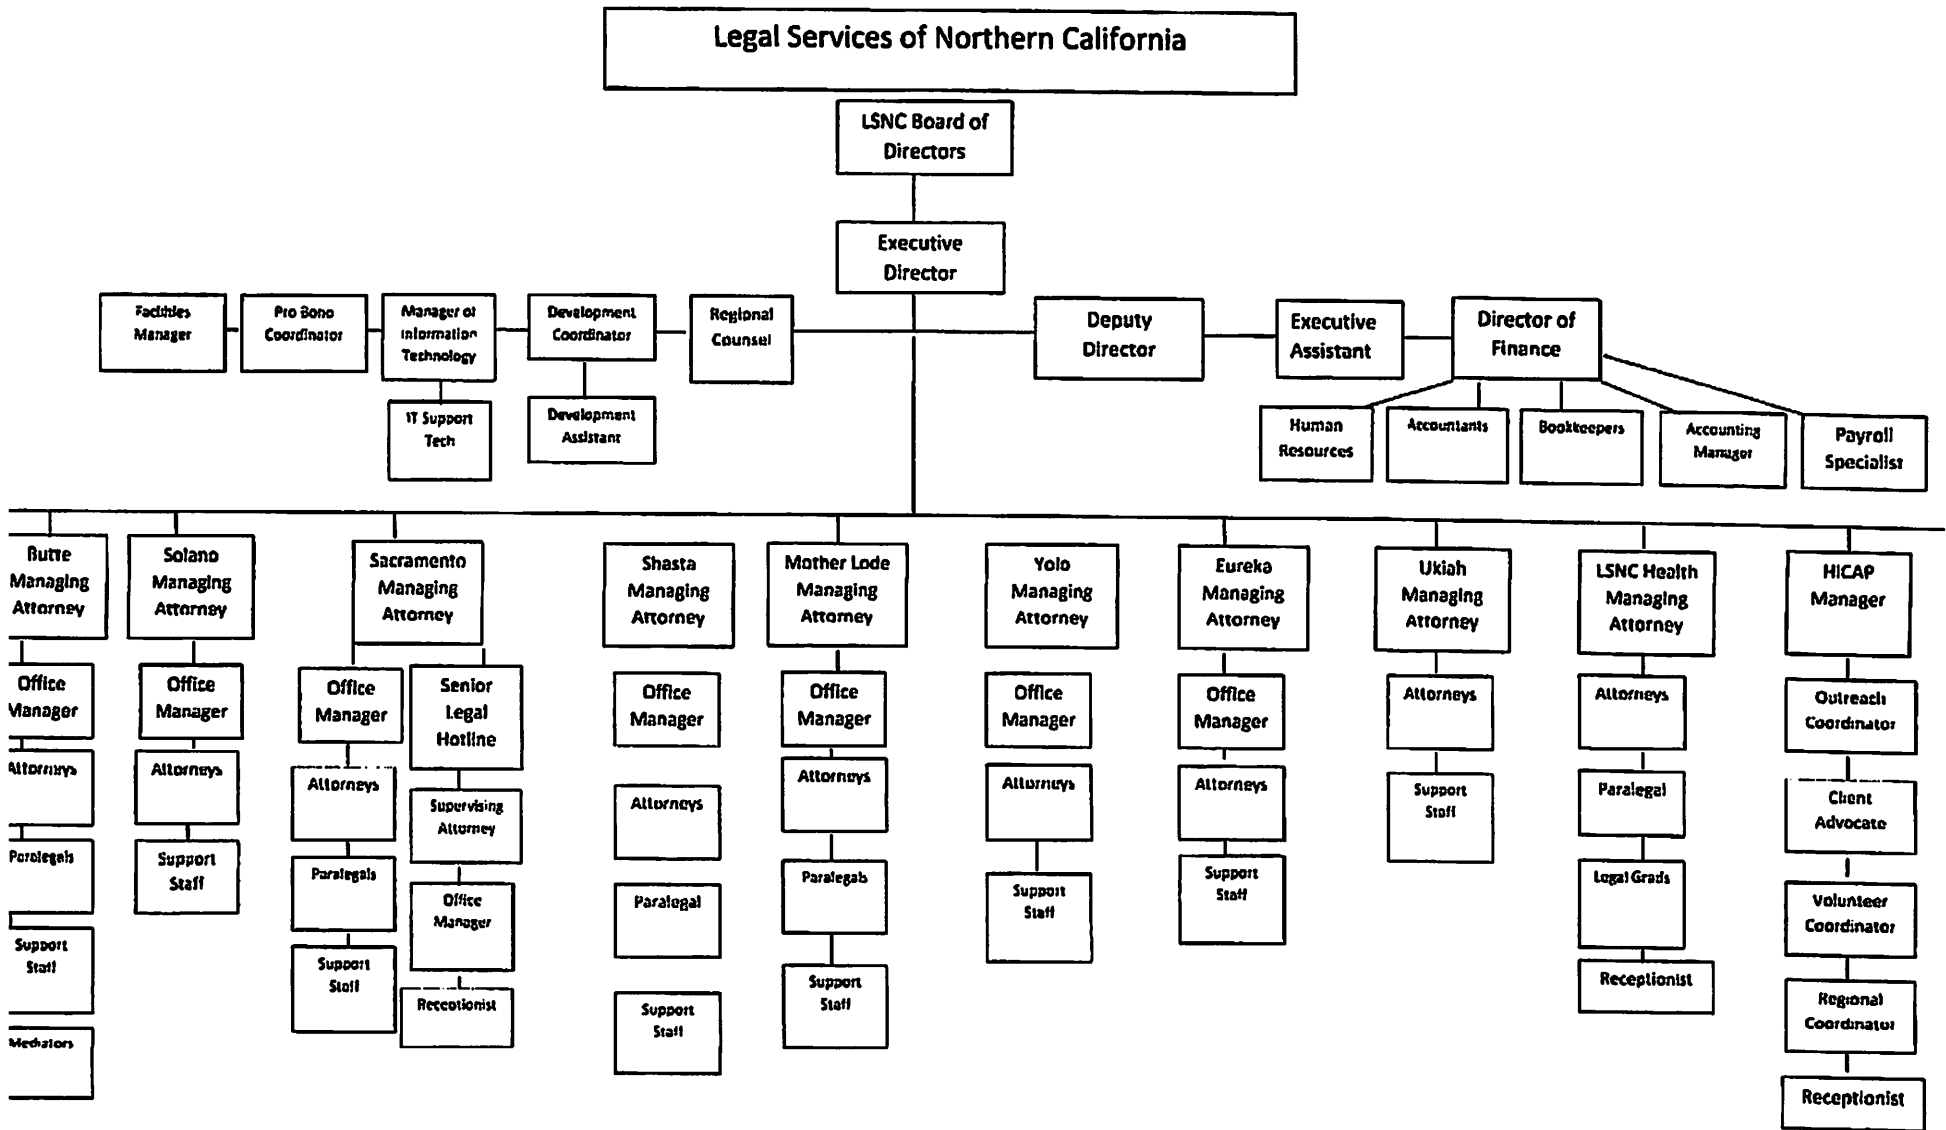 Legal Services of Northern California
LSNC Board of
Directors
Executive
Director
Facilities
Manager
Pro Bono
Coordinator
Manager of
Information
Technology
Development
Coordinator
Regional
Counsel
Deputy
Director
Executive
Assistant
Director of
Finance
IT Support
Tech
Development
Assistant
Human
Resources
Accountants
Bookkeepers
Accounting
Manager
Payroll
Specialist
Butte
Managing
Attorney
Office
Manager
Attorneys
Paralegals
Support
Staff
Mediators
Solano
Managing
Attorney
Office
Manager
Attorneys
Support
Staff
Sacramento
Managing
Attorney
Office
Manager
Attorneys
Paralegals
Support
Staff
Senior
Legal
Hotline
Supervising
Attorney
Office
Manager
Receptionist
Shasta
Managing
Attorney
Office
Manager
Attorneys
Paralegal
Support
Staff
Mother Lode
Managing
Attorney
Office
Manager
Attorneys
Paralegals
Support
Staff
Yolo
Managing
Attorney
Office
Manager
Attorneys
Support
Staff
Eureka
Managing
Attorney
Office
Manager
Attorneys
Support
Staff
Ukiah
Managing
Attorney
Attorneys
Support
Staff
LSNC Health
Managing
Attorney
Attorneys
Paralegal
Legal Grads
Receptionist
HICAP
Manager
Outreach
Coordinator
Client
Advocate
Volunteer
Coordinator
Regional
Coordinator
Receptionist